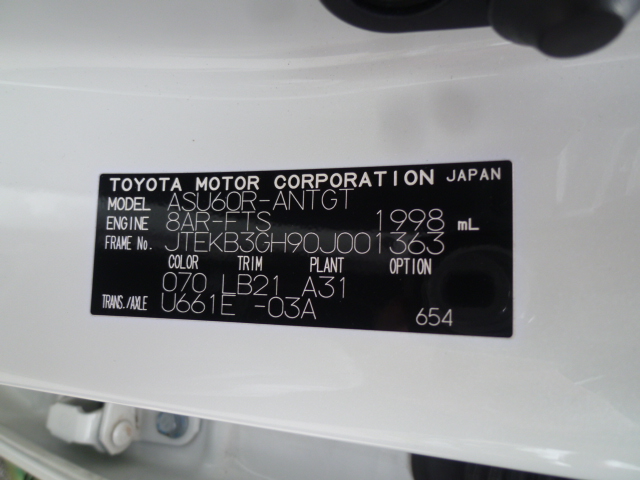 TOYOTA MOTOR CORPORATION JAPAN
MODEL ASU60R-ANTGT
ENGINE 8AR-FTS 1998 mL
FRAME No. JTEKB3GH90J001363
COLOR TRIM PLANT OPTION
070 LB21 A31
TRANS./AXLE U661E -03A
654